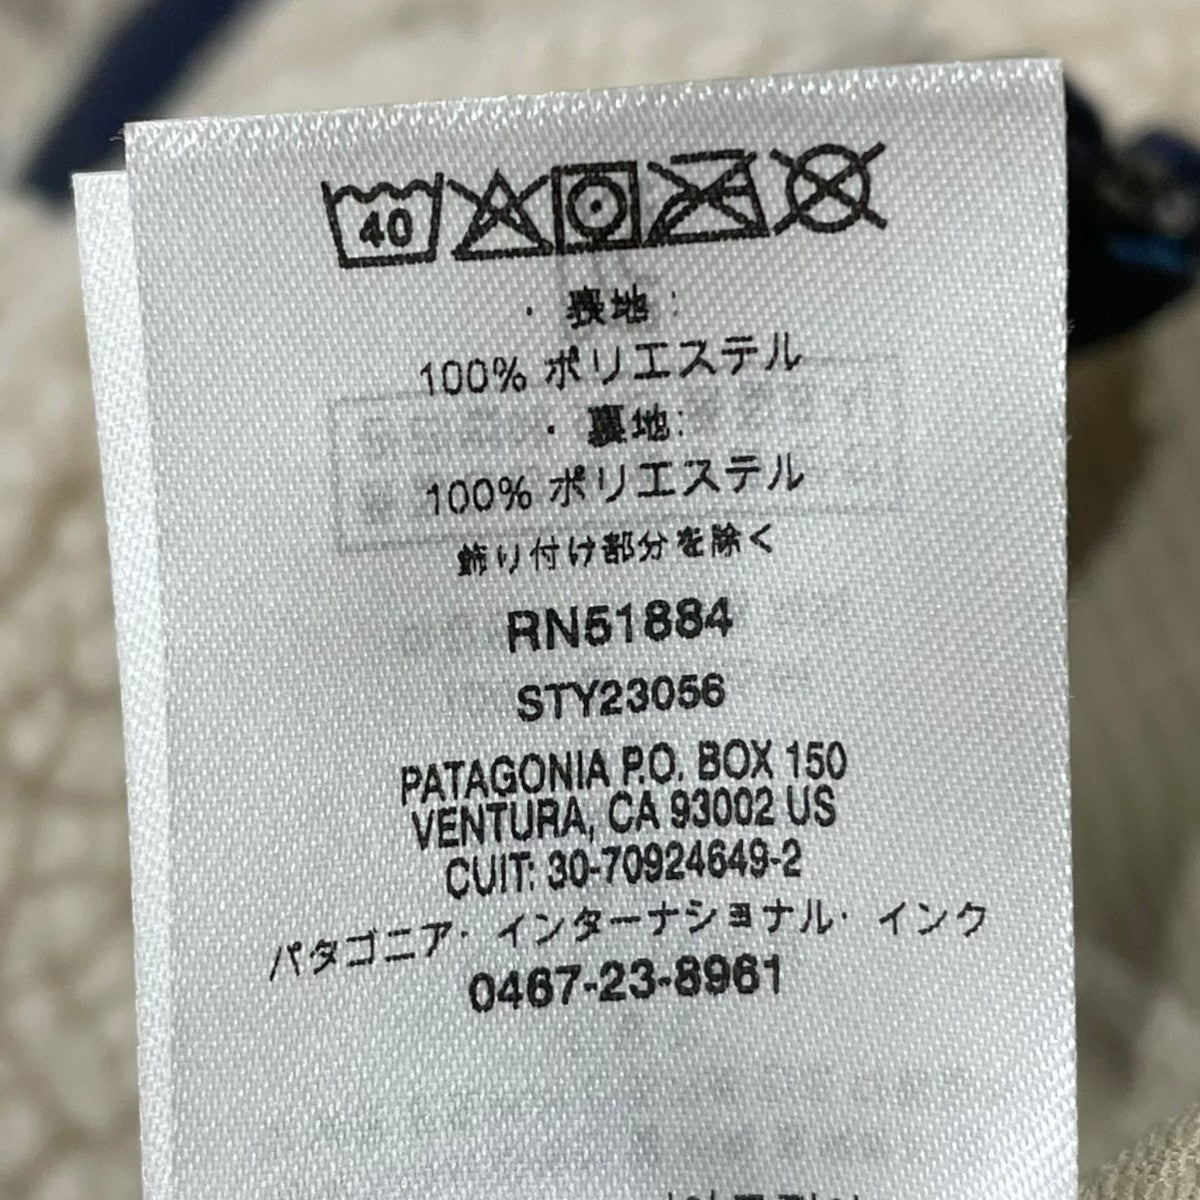 40
・表地:
100% ポリエステル
・裏地:
100% ポリエステル
飾り付け部分を除く
RN51884
STY23056
PATAGONIA P.O. BOX 150
VENTURA, CA 93002 US
CUIT: 30-70924649-2
パタゴニア・インターナショナル・インク
0467-23-8961